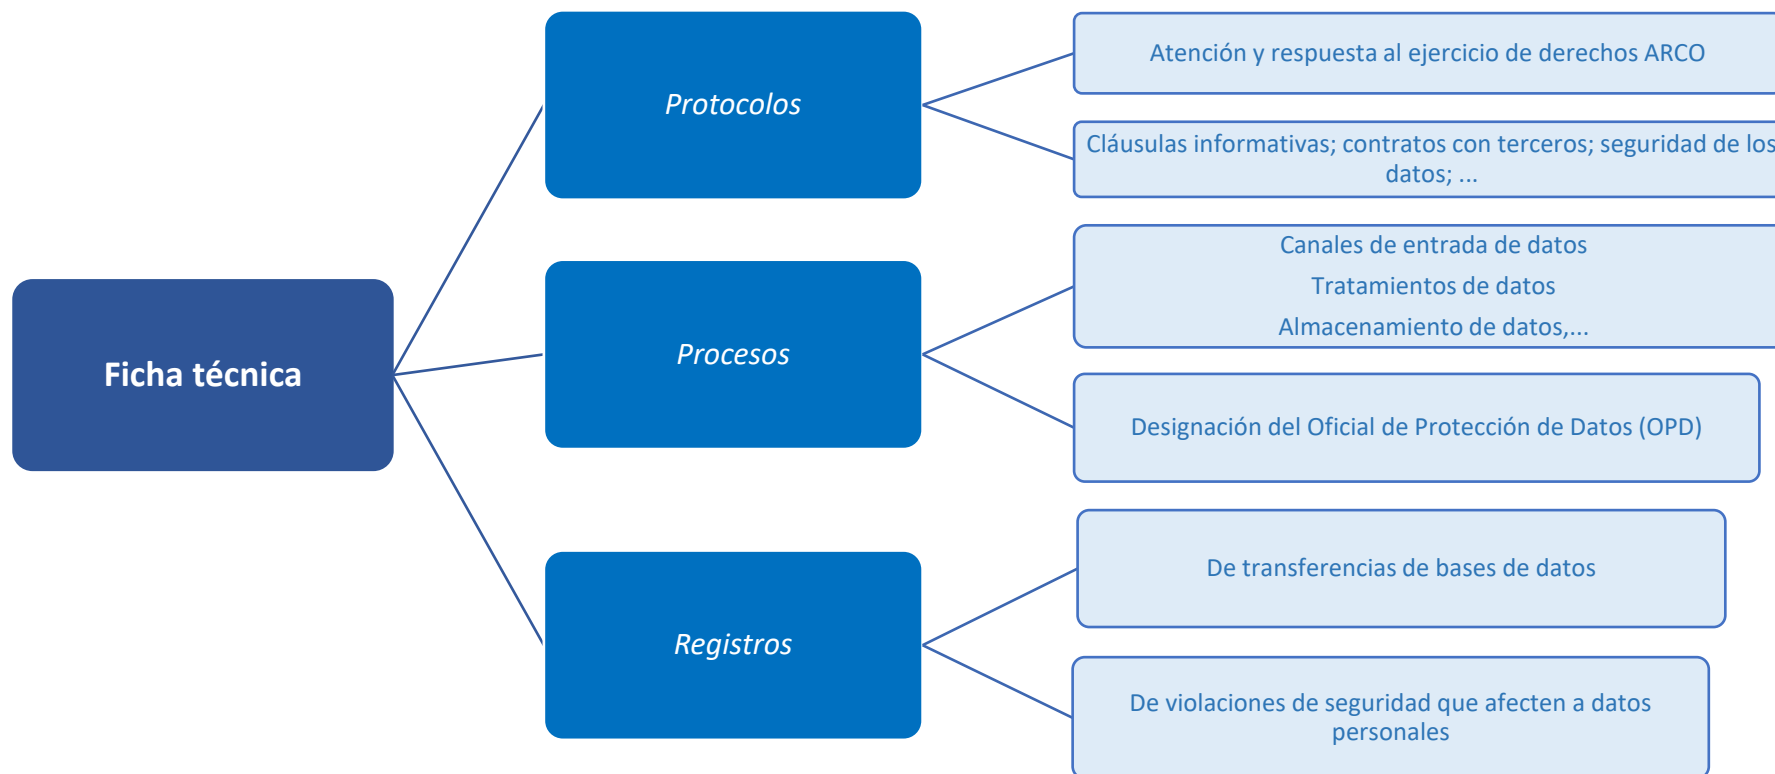 Ficha técnica
Protocolos
Atención y respuesta al ejercicio de derechos ARCO
Cláusulas informativas; contratos con terceros; seguridad de los
datos; ...
Procesos
Canales de entrada de datos
Tratamientos de datos
Almacenamiento de datos,...
Designación del Oficial de Protección de Datos (OPD)
Registros
De transferencias de bases de datos
De violaciones de seguridad que afecten a datos
personales